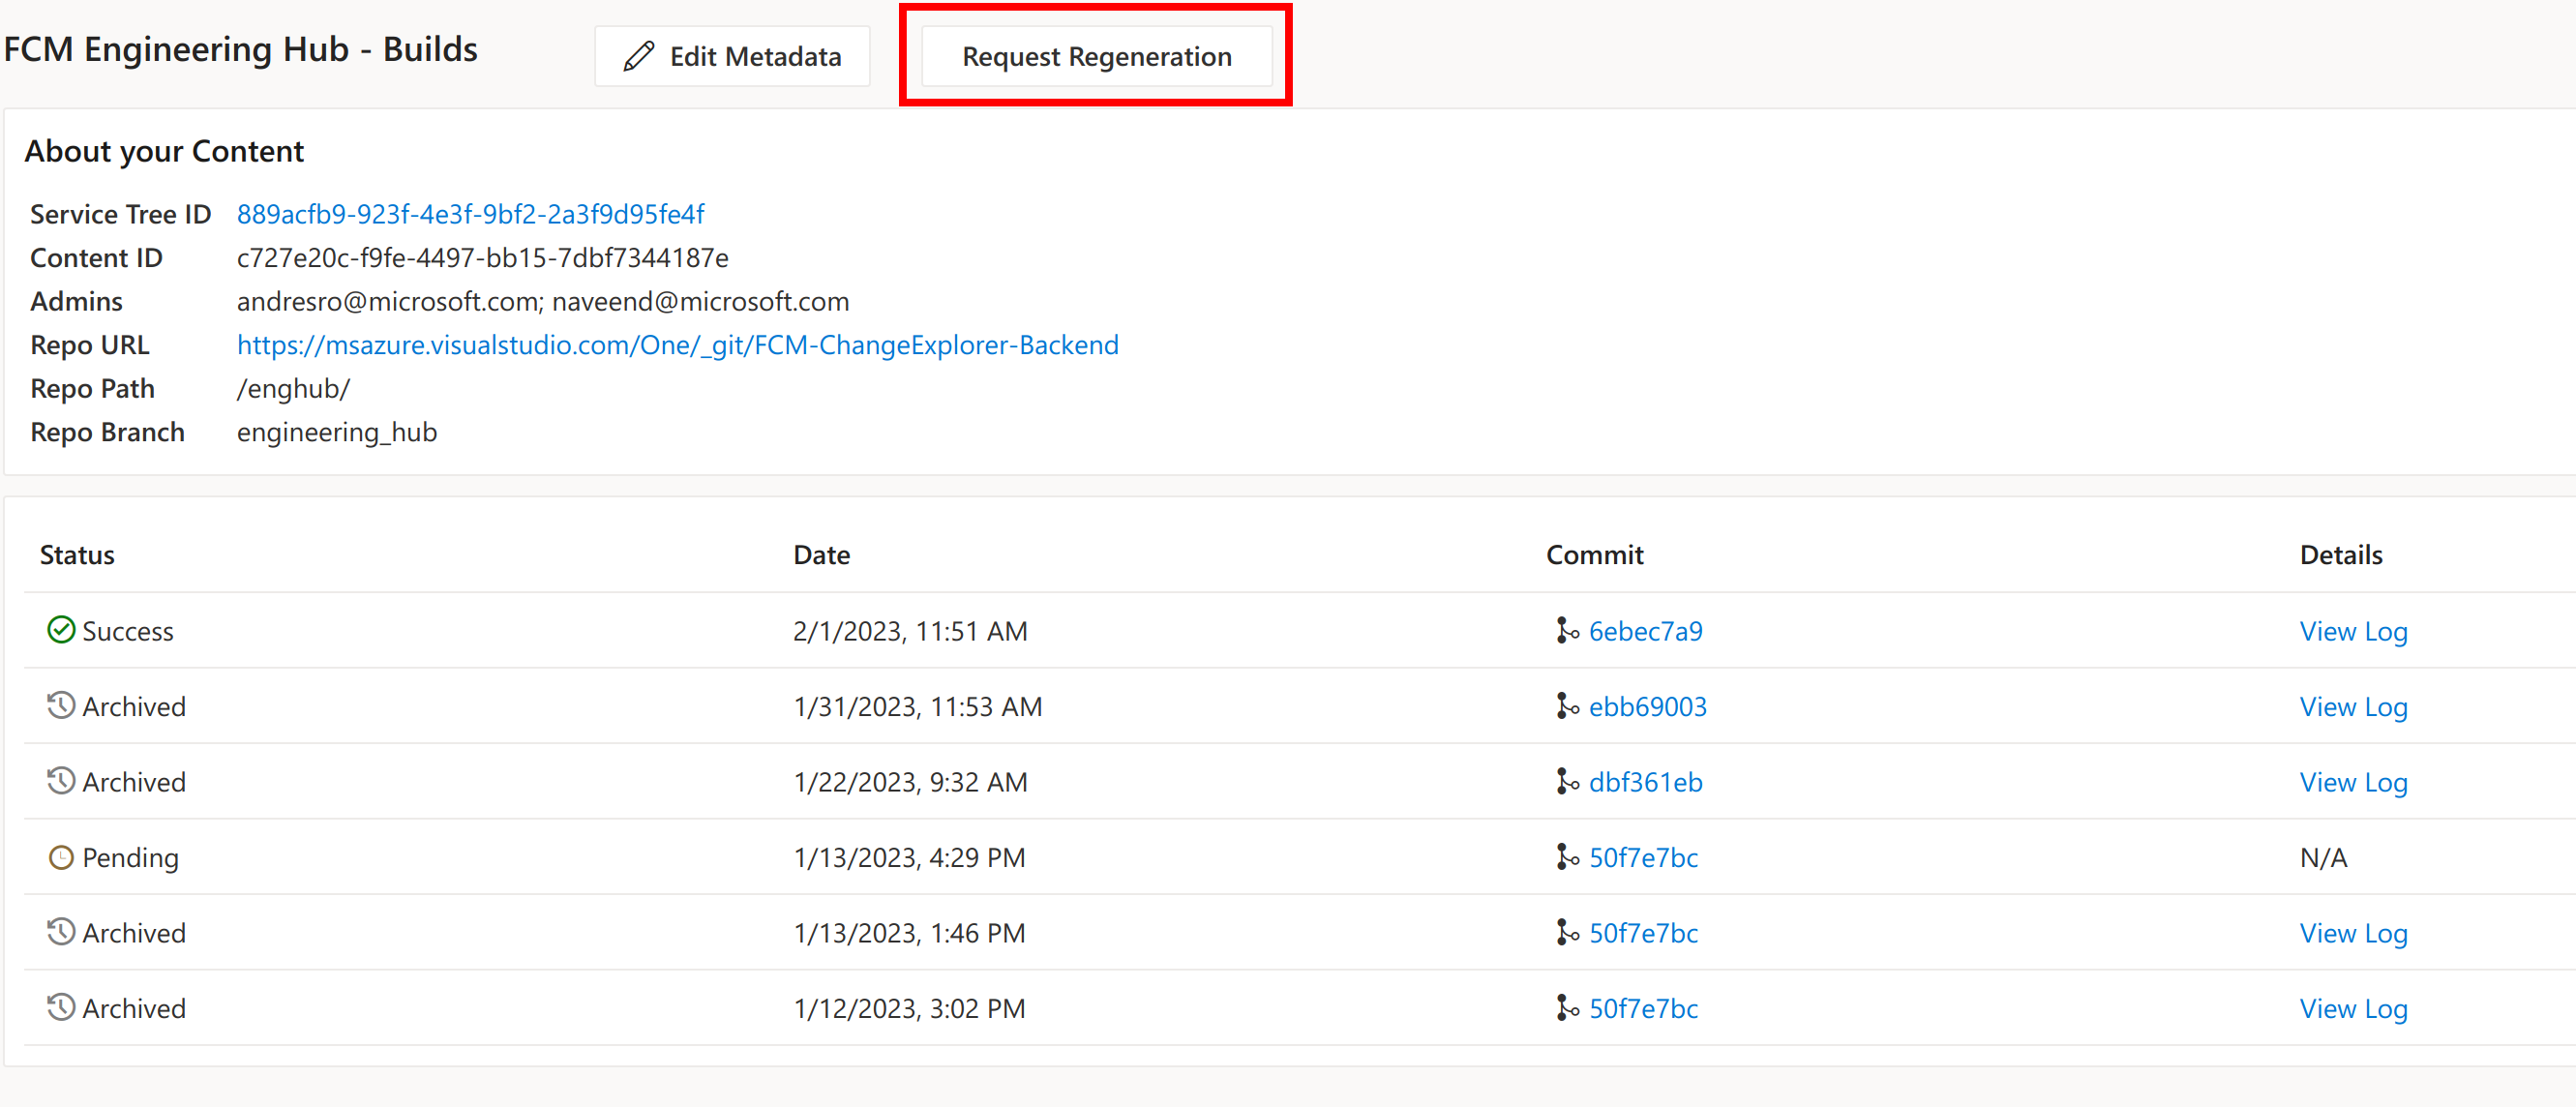 FCM Engineering Hub - Builds Edit Metadata Request Regeneration
About your Content
Service Tree ID 889acfb9-923f-4e3f-9bf2-2a3f9d95fe4f
Content ID c727e20c-f9fe-4497-bb15-7dbf7344187e
Admins andresro@microsoft.com; naveend@microsoft.com
Repo URL https://msazure.visualstudio.com/One/_git/FCM-ChangeExplorer-Backend
Repo Path /enghub/
Repo Branch engineering_hub
Status Date Commit Details
Success 2/1/2023, 11:51 AM 6ebec7a9 View Log
Archived 1/31/2023, 11:53 AM ebb69003 View Log
Archived 1/22/2023, 9:32 AM dbf361eb View Log
Pending 1/13/2023, 4:29 PM 50f7e7bc N/A
Archived 1/13/2023, 1:46 PM 50f7e7bc View Log
Archived 1/12/2023, 3:02 PM 50f7e7bc View Log